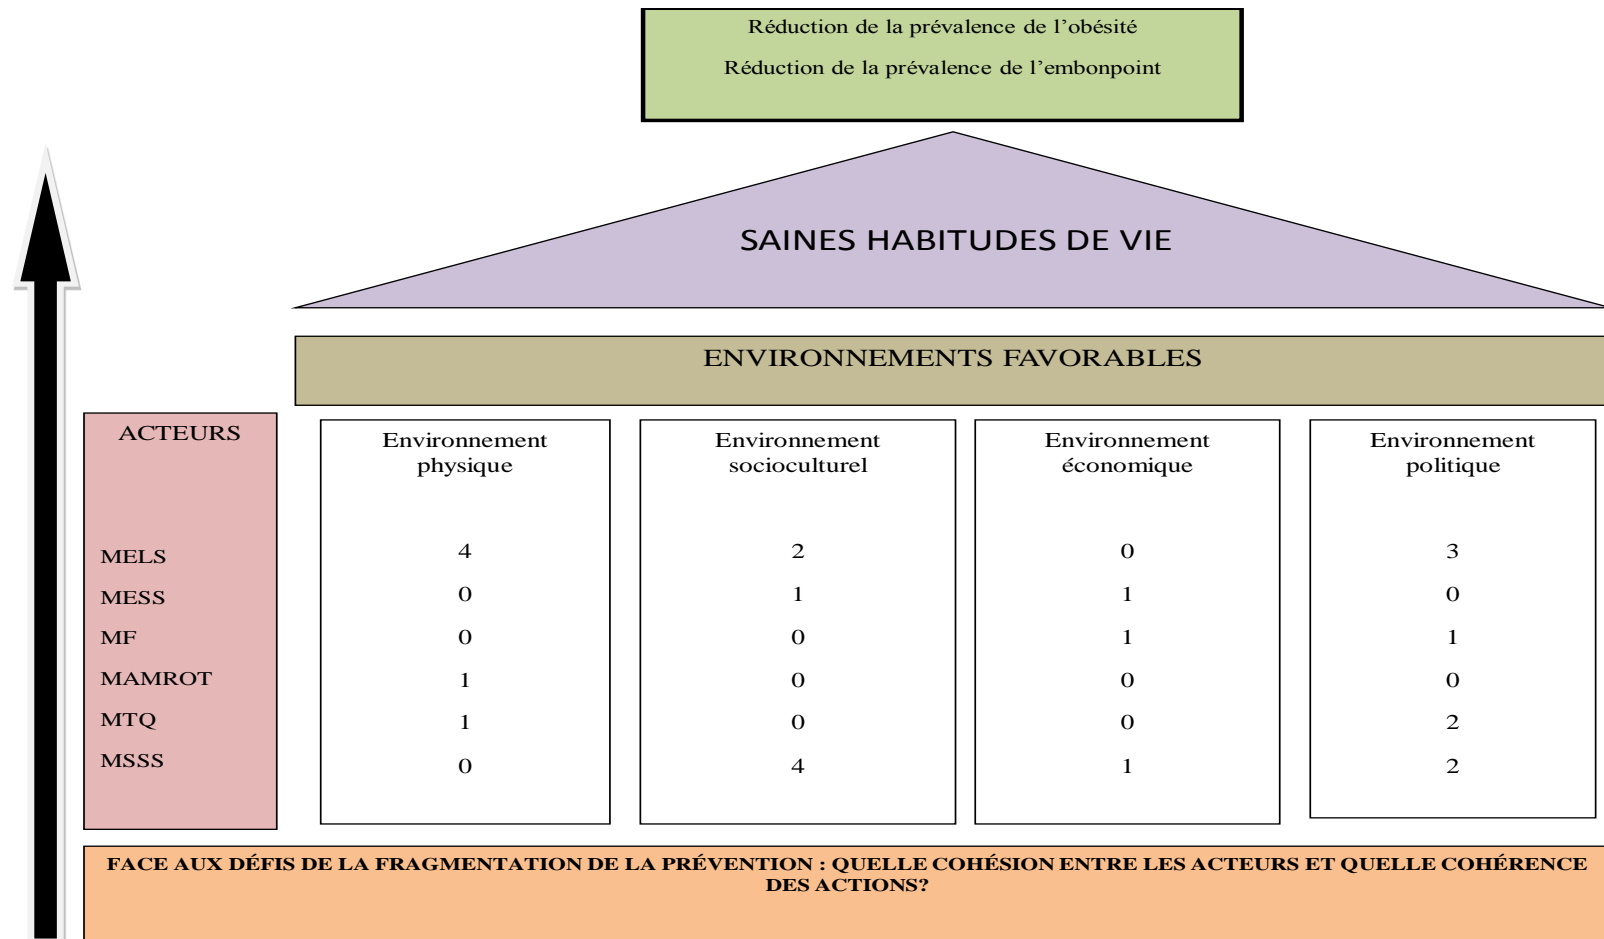 Réduction de la prévalence de l’obésité
Réduction de la prévalence de l’embonpoint
SAINES HABITUDES DE VIE
ENVIRONNEMENTS FAVORABLES
ACTEURS
Environnement
physique
Environnement
socioculturel
Environnement
économique
Environnement
politique
MELS 4 2 0 3
MESS 0 1 1 0
MF 0 0 1 1
MAMROT 1 0 0 0
MTQ 1 0 0 2
MSSS 0 4 1 2
FACE AUX DÉFIS DE LA FRAGMENTATION DE LA PRÉVENTION : QUELLE COHÉSION ENTRE LES ACTEURS ET QUELLE COHÉRENCE
DES ACTIONS?